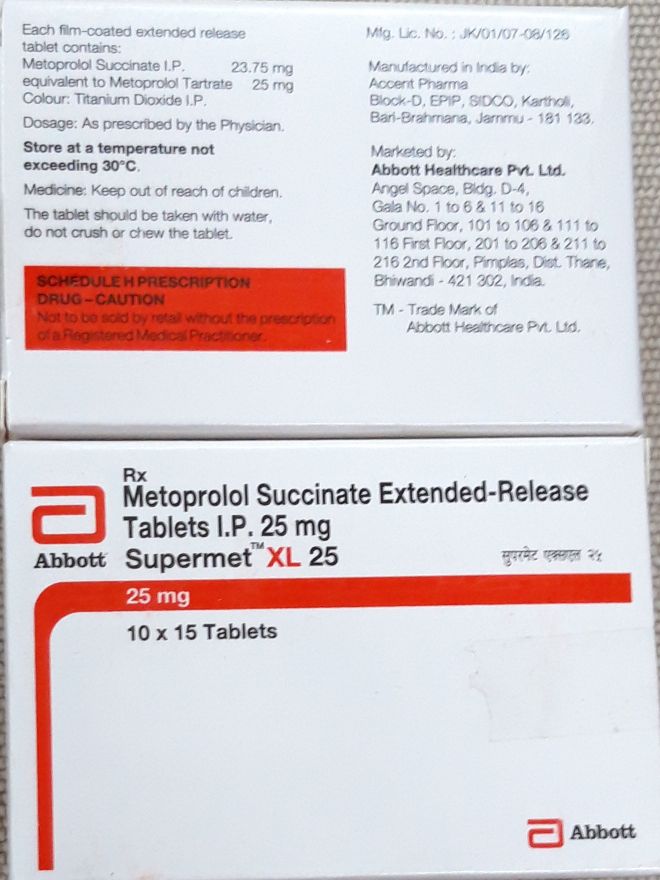 Each film-coated extended release
tablet contains:
Metoprolol Succinate I.P. 23.75 mg
equivalent to Metoprolol Tartrate 25 mg
Colour: Titanium Dioxide I.P.
Dosage: As prescribed by the Physician.
Store at a temperature not
exceeding 30°C.
Medicine: Keep out of reach of children.
The tablet should be taken with water,
do not crush or chew the tablet.
SCHEDULE H PRESCRIPTION
DRUG – CAUTION
Not to be sold by retail without the prescription
of a Registered Medical Practitioner.
Mfg. Lic. No. : JK/01/07-08/126
Manufactured in India by:
Accent Pharma
Block-D, EPIP, SIDCO, Kartholi,
Bari-Brahmana, Jammu - 181 133.
Marketed by:
Abbott Healthcare Pvt. Ltd.
Angel Space, Bldg. D-4,
Gala No. 1 to 6 & 11 to 16
Ground Floor, 101 to 106 & 111 to
116 First Floor, 201 to 206 & 211 to
216 2nd Floor, Pimplas, Dist. Thane,
Bhiwandi - 421 302, India.
TM - Trade Mark of
Abbott Healthcare Pvt. Ltd.
Rx
Metoprolol Succinate Extended-Release
Tablets I.P. 25 mg
Abbott
Supermet™ XL 25
सुपरमेट एक्सएल २५
25 mg
10 x 15 Tablets
Abbott